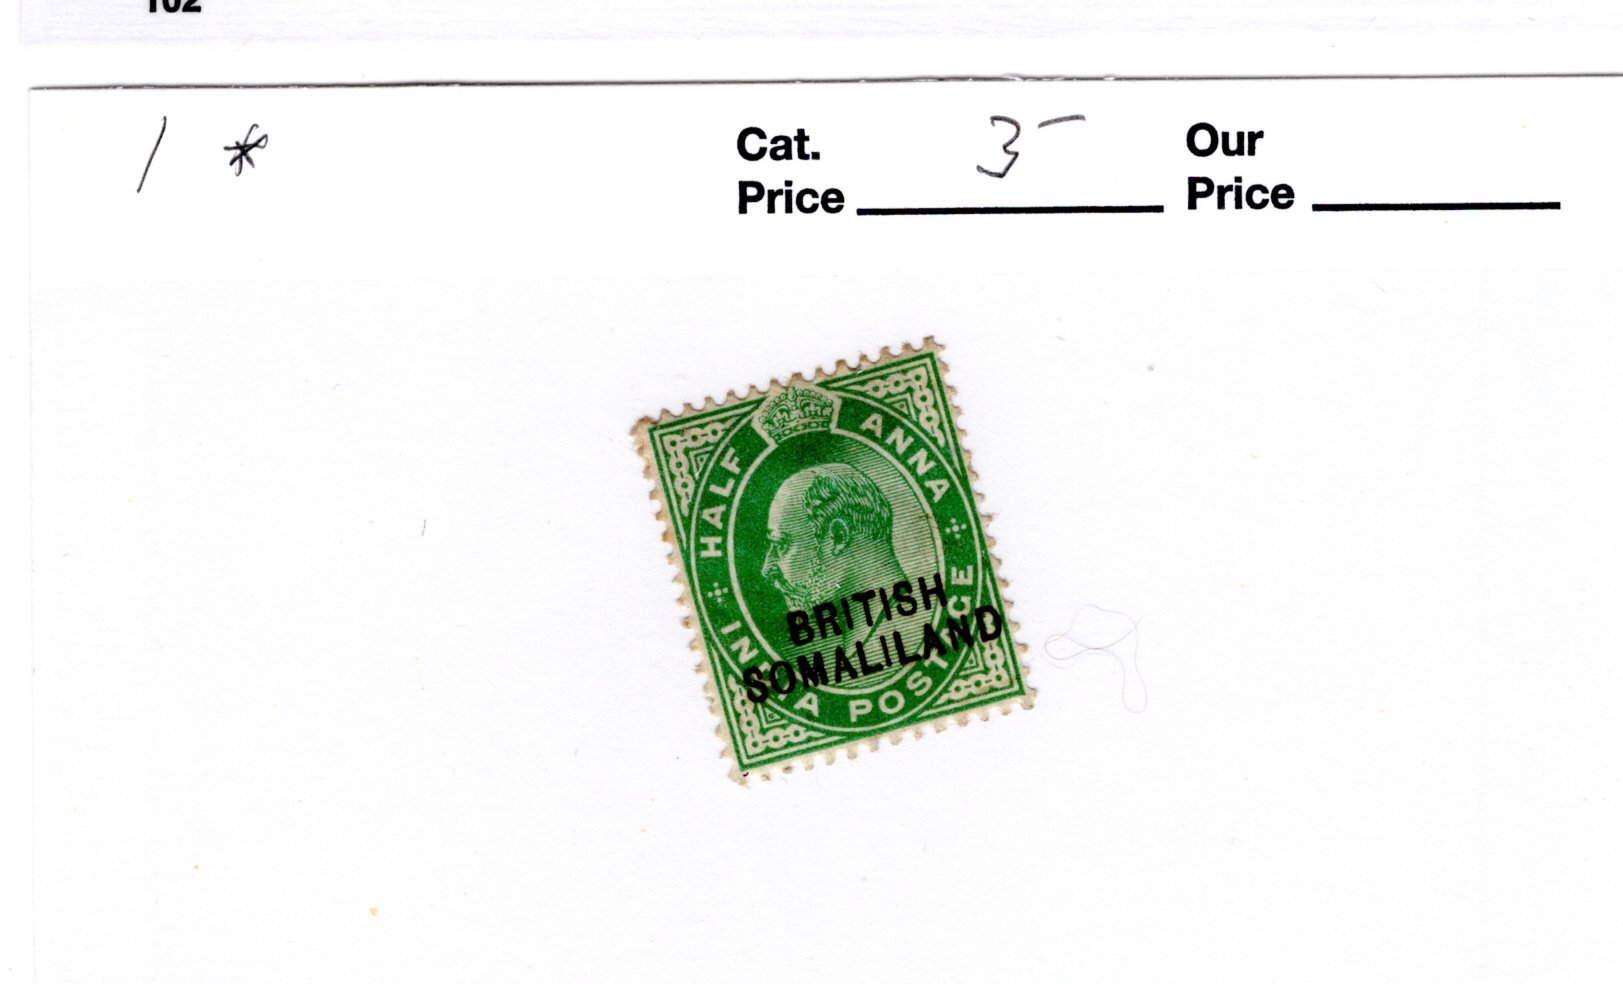 102
1 *
Cat. Price 3-
Our Price
HALF ANNA
INDIA POSTAGE
BRITISH
SOMALILAND